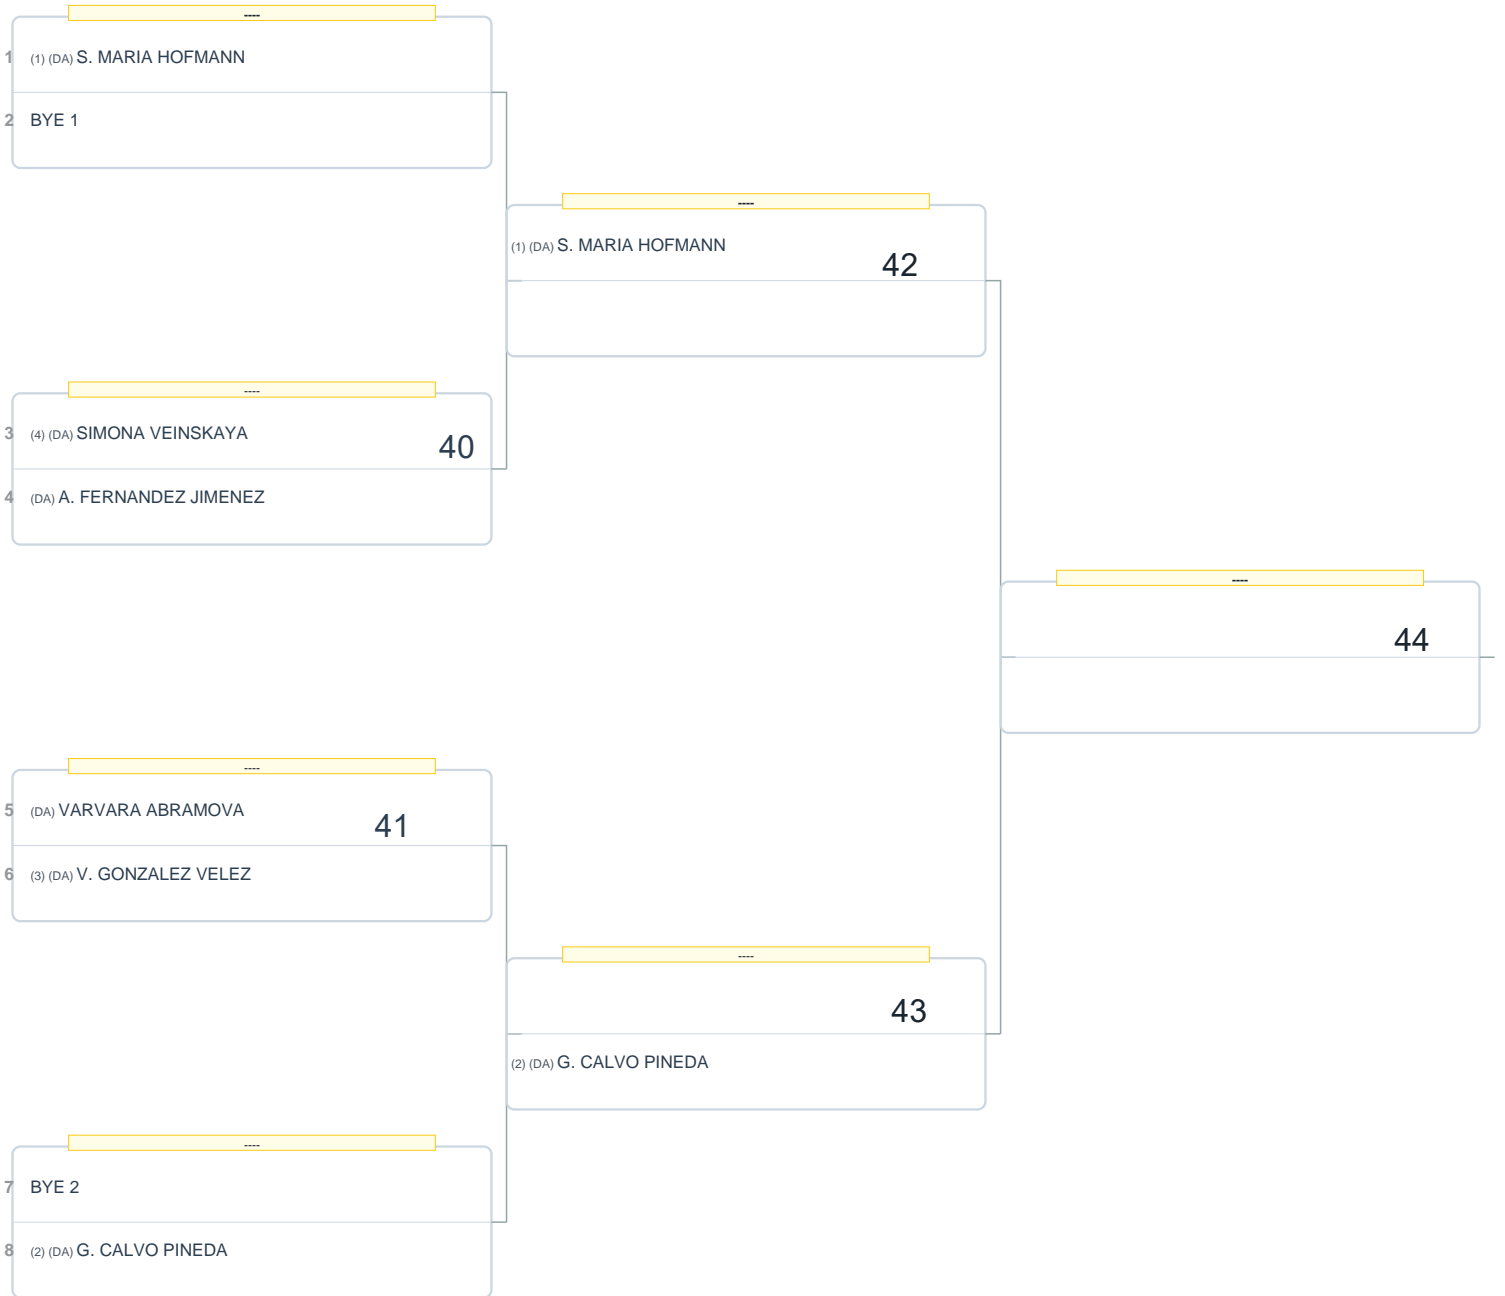 ----
1 (1) (DA) S. MARIA HOFMANN
2 BYE 1
----
(1) (DA) S. MARIA HOFMANN
42
----
3 (4) (DA) SIMONA VEINSKAYA
40
4 (DA) A. FERNANDEZ JIMENEZ
----
44
----
5 (DA) VARVARA ABRAMOVA
41
6 (3) (DA) V. GONZALEZ VELEZ
----
43
(2) (DA) G. CALVO PINEDA
----
7 BYE 2
8 (2) (DA) G. CALVO PINEDA